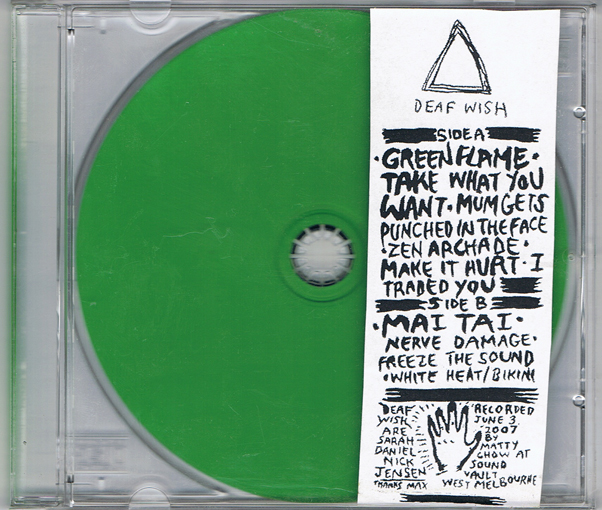 DEAF WISH
SIDE A
·GREEN FLAME·
TAKE WHAT YOU
WANT·MUM GETS
PUNCHED IN THE FACE
·ZEN ARCHADE·
MAKE IT HURT·I
TRADED YOU
SIDE B
·MAI TAI·
NERVE DAMAGE·
FREEZE THE SOUND
·WHITE HEAT/BIKINI
DEAF
WISH
ARE
SARAH
DANIEL
NICK
JENSEN
THANKS MAX
RECORDED
JUNE 3
2007
BY
MATTY
CHOW AT
SOUND
VAULT
WEST MELBOURNE